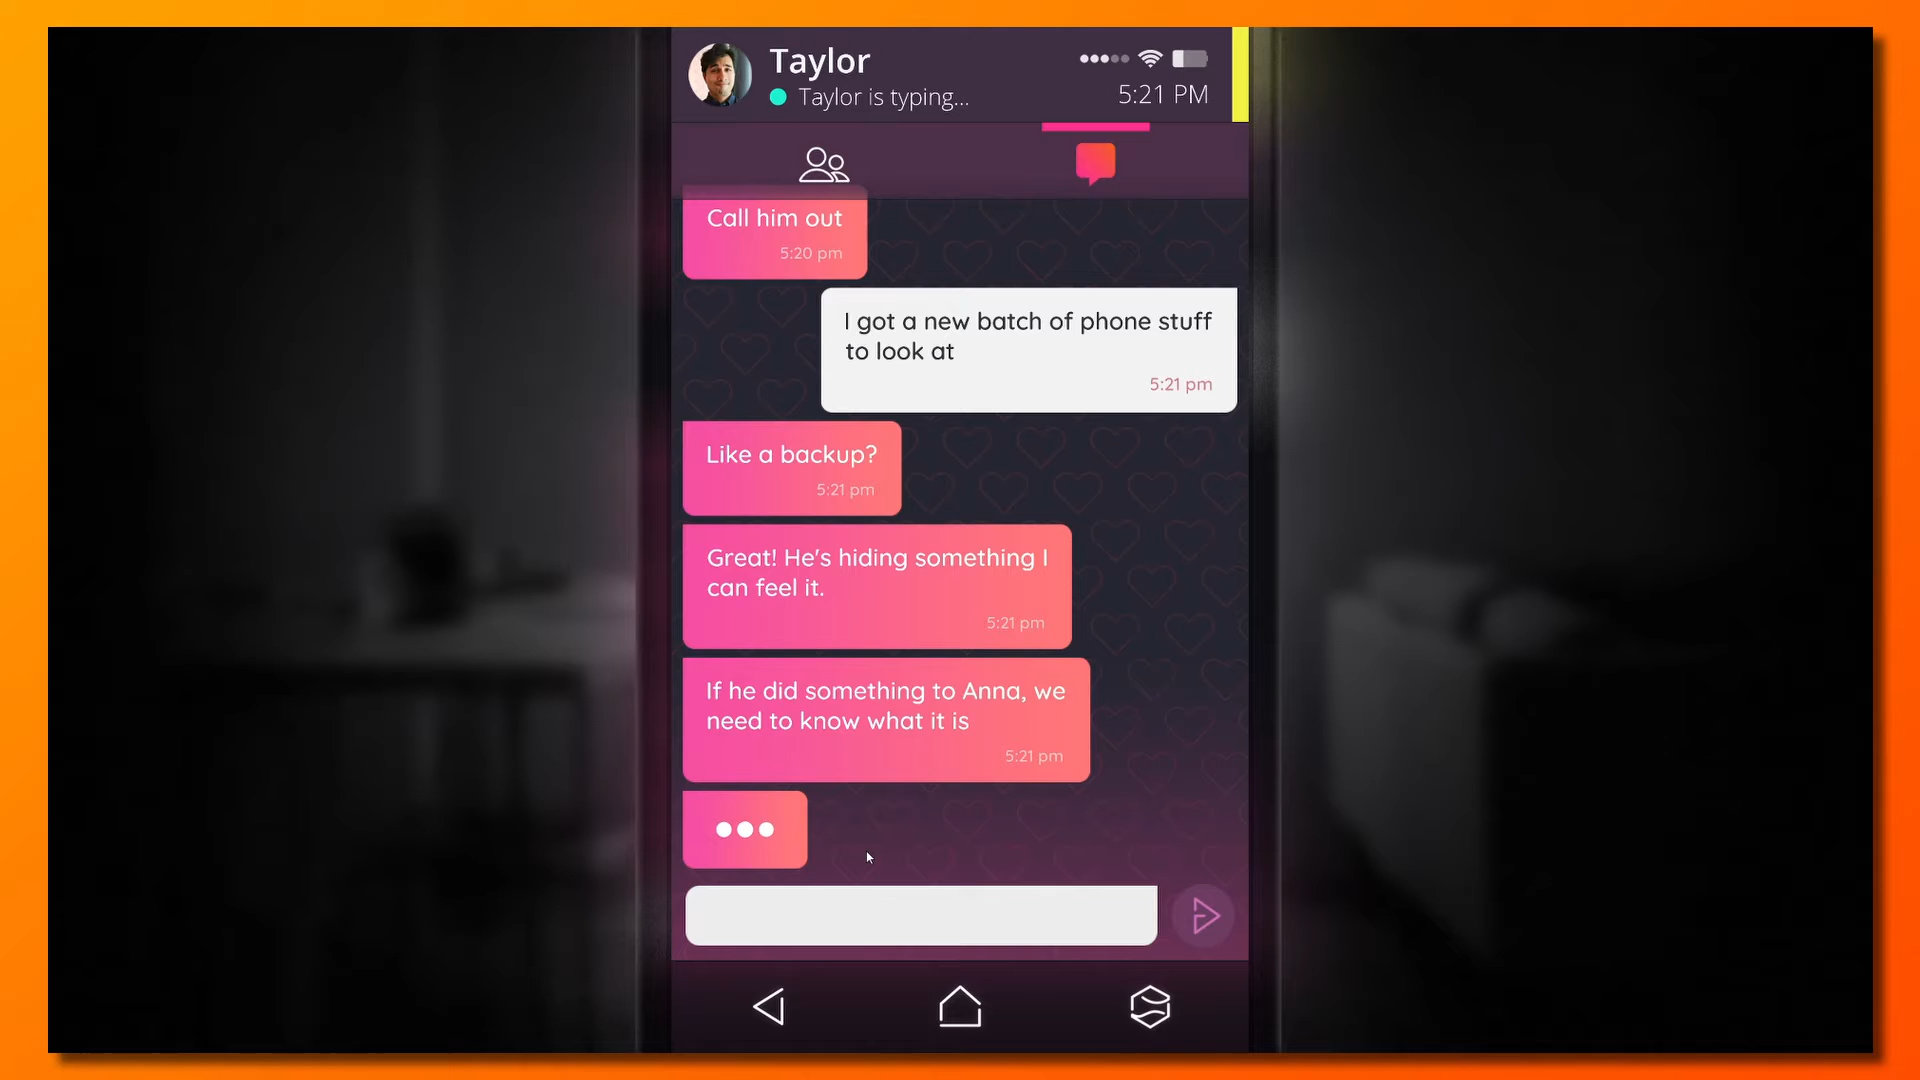 Taylor
Taylor is typing...
5:21 PM
Call him out
5:20 pm
I got a new batch of phone stuff
to look at
5:21 pm
Like a backup?
5:21 pm
Great! He's hiding something I
can feel it.
5:21 pm
If he did something to Anna, we
need to know what it is
5:21 pm